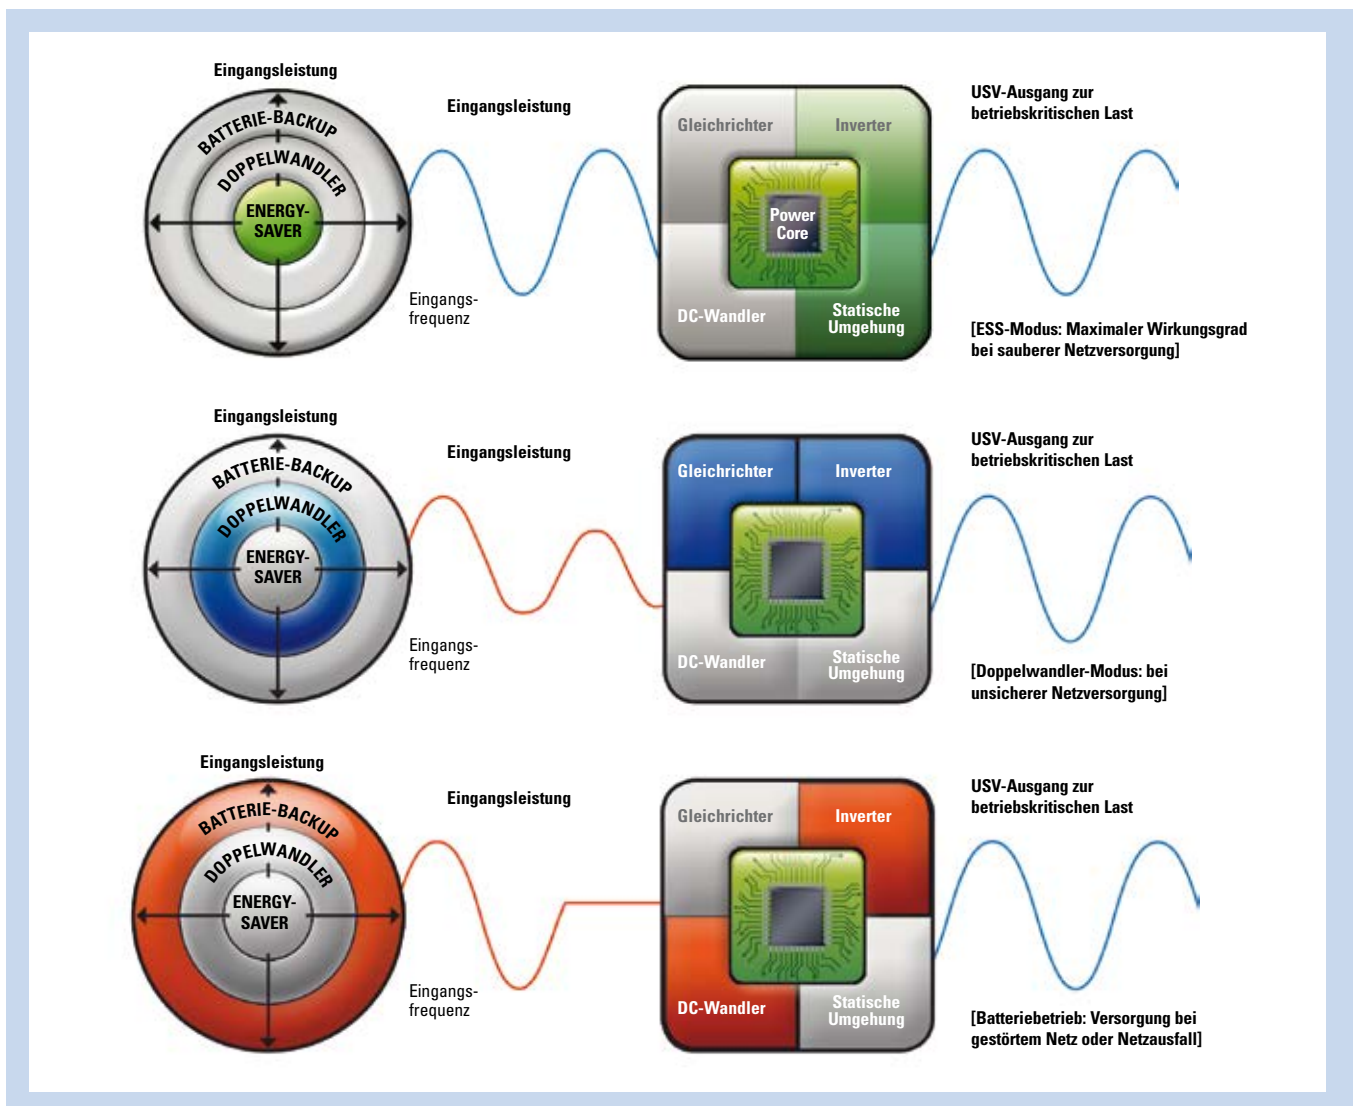 Eingangsleistung
BATTERIE-BACKUP
DOPPELWANDLER
ENERGY-
SAVER
Eingangsleistung
Eingangs-
frequenz
Gleichrichter
Inverter
Power
Core
DC-Wandler
Statische
Umgehung
USV-Ausgang zur
betriebskritischen Last
[ESS-Modus: Maximaler Wirkungsgrad
bei sauberer Netzversorgung]
Eingangsleistung
BATTERIE-BACKUP
DOPPELWANDLER
ENERGY-
SAVER
Eingangsleistung
Eingangs-
frequenz
Gleichrichter
Inverter
DC-Wandler
Statische
Umgehung
USV-Ausgang zur
betriebskritischen Last
[Doppelwandler-Modus: bei
unsicherer Netzversorgung]
Eingangsleistung
BATTERIE-BACKUP
DOPPELWANDLER
ENERGY-
SAVER
Eingangsleistung
Eingangs-
frequenz
Gleichrichter
Inverter
DC-Wandler
Statische
Umgehung
USV-Ausgang zur
betriebskritischen Last
[Batteriebetrieb: Versorgung bei
gestörtem Netz oder Netzausfall]